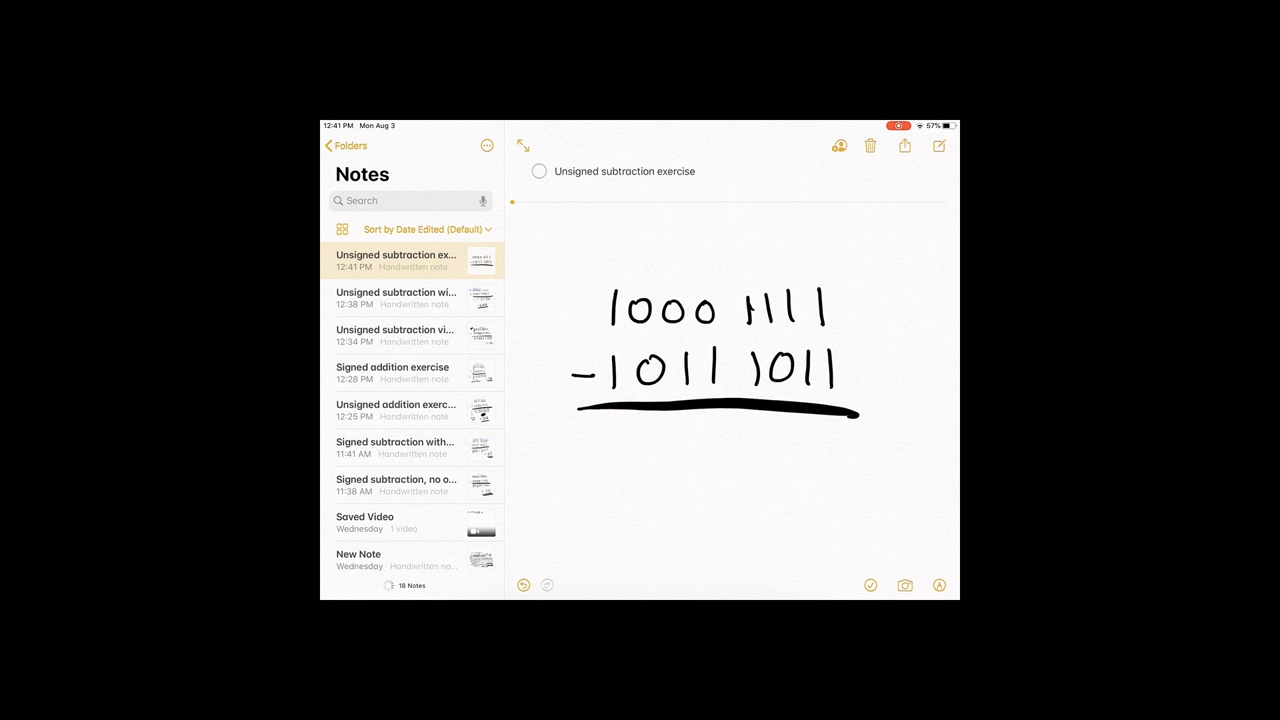 12:41 PM Mon Aug 3
57%
Folders
Notes
Search
Sort by Date Edited (Default)
Unsigned subtraction ex...
12:41 PM Handwritten note
Unsigned subtraction wi...
12:38 PM Handwritten note
Unsigned subtraction vi...
12:34 PM Handwritten note
Signed addition exercise
12:28 PM Handwritten note
Unsigned addition exerc...
12:25 PM Handwritten note
Signed subtraction with...
11:41 AM Handwritten note
Signed subtraction, no o...
11:38 AM Handwritten note
Saved Video
Wednesday 1 video
New Note
Wednesday Handwritten no...
18 Notes
Unsigned subtraction exercise
1000 1111
-1011 1011